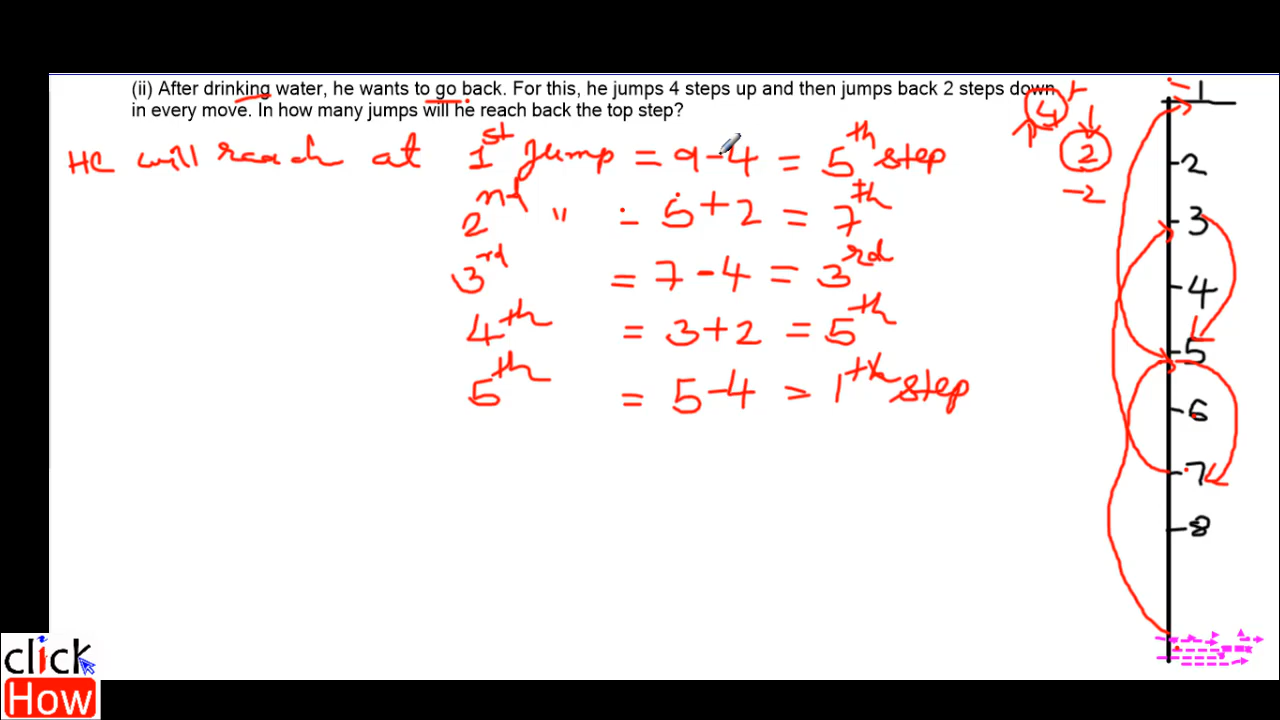 (ii) After drinking water, he wants to go back. For this, he jumps 4 steps up and then jumps back 2 steps down
in every move. In how many jumps will he reach back the top step?
He will reach at 1st Jump = 9-4 = 5th step
2nd " = 5+2 = 7th
3rd = 7-4 = 3rd
4th = 3+2 = 5th
5th = 5-4 = 1th step
4
2
-2
1
-2
-3
-4
-5
-6
-7
-8
click
How